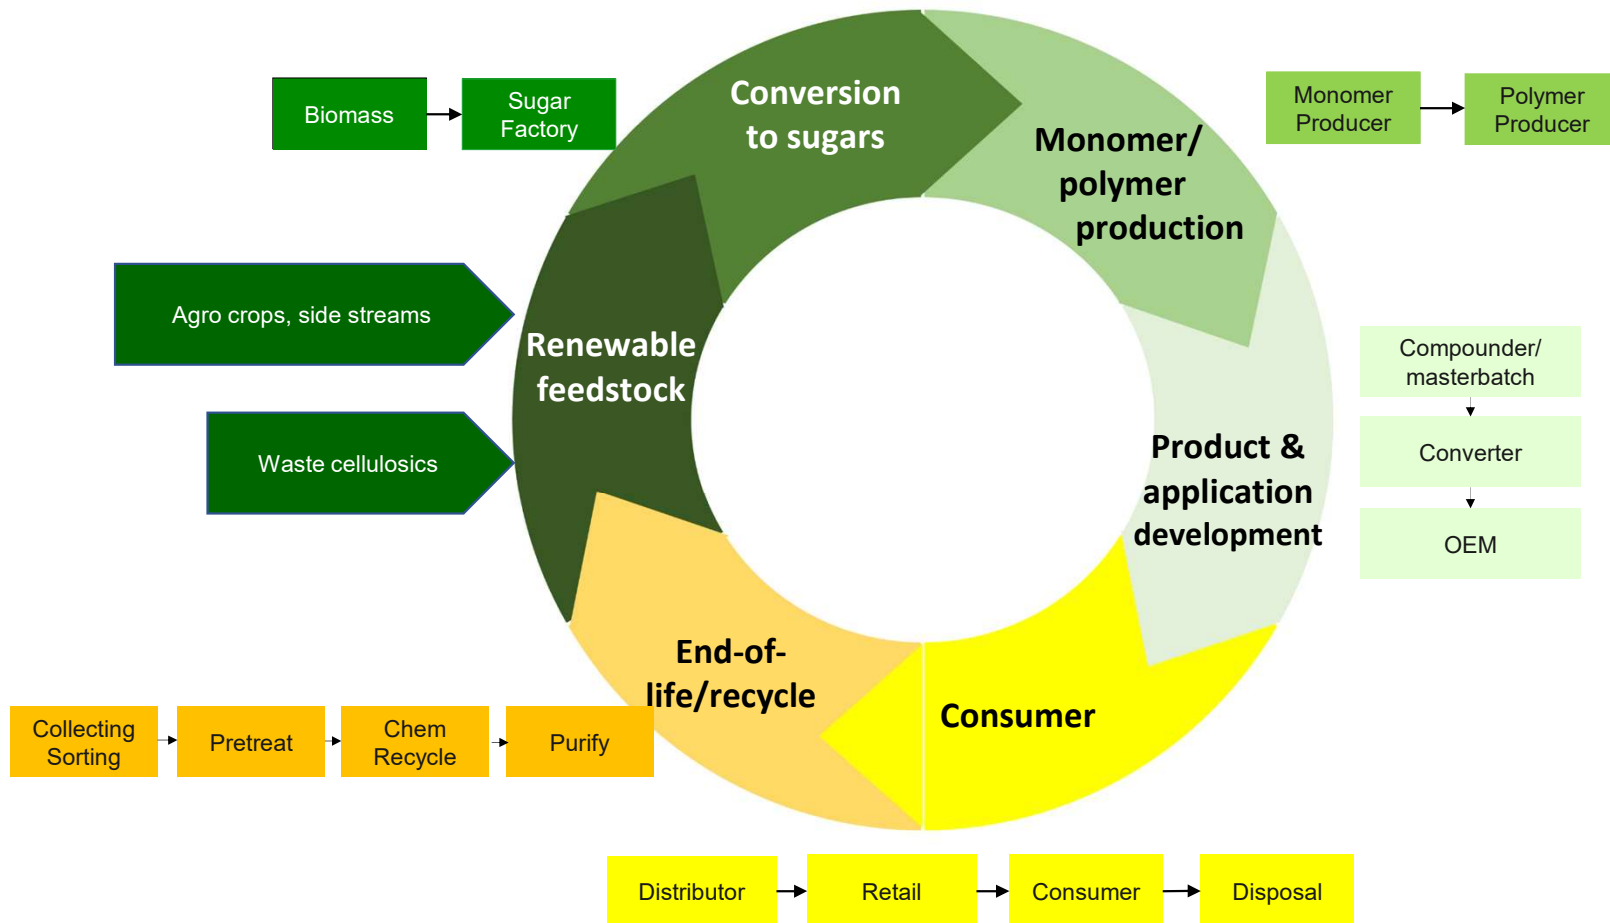 Biomass
Sugar
Factory
Conversion
to sugars
Monomer/
polymer
production
Monomer
Producer
Polymer
Producer
Agro crops, side streams
Renewable
feedstock
Waste cellulosics
Compounder/
masterbatch
Converter
OEM
Product &
application
development
End-of-
life/recycle
Consumer
Collecting
Sorting
Pretreat
Chem
Recycle
Purify
Distributor
Retail
Consumer
Disposal